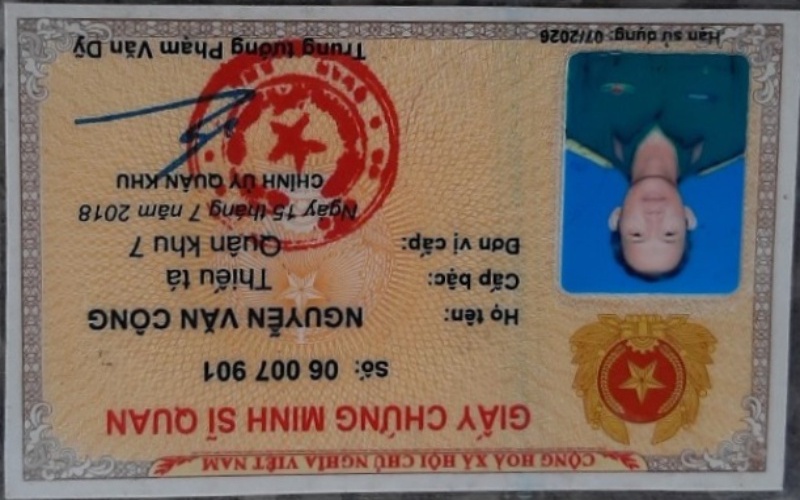 CỘNG HOÀ XÃ HỘI CHỦ NGHĨA VIỆT NAM
GIẤY CHỨNG MINH SĨ QUAN
Số: 06 007 901
Họ tên: NGUYỄN VĂN CÔNG
Cấp bậc: Thiếu tá
Đơn vị cấp: Quân khu 7
Ngày 15 tháng 7 năm 2018
CHÍNH ỦY QUÂN KHU
Trung tướng Phạm Văn Dỹ
Hạn sử dụng: 07/2026